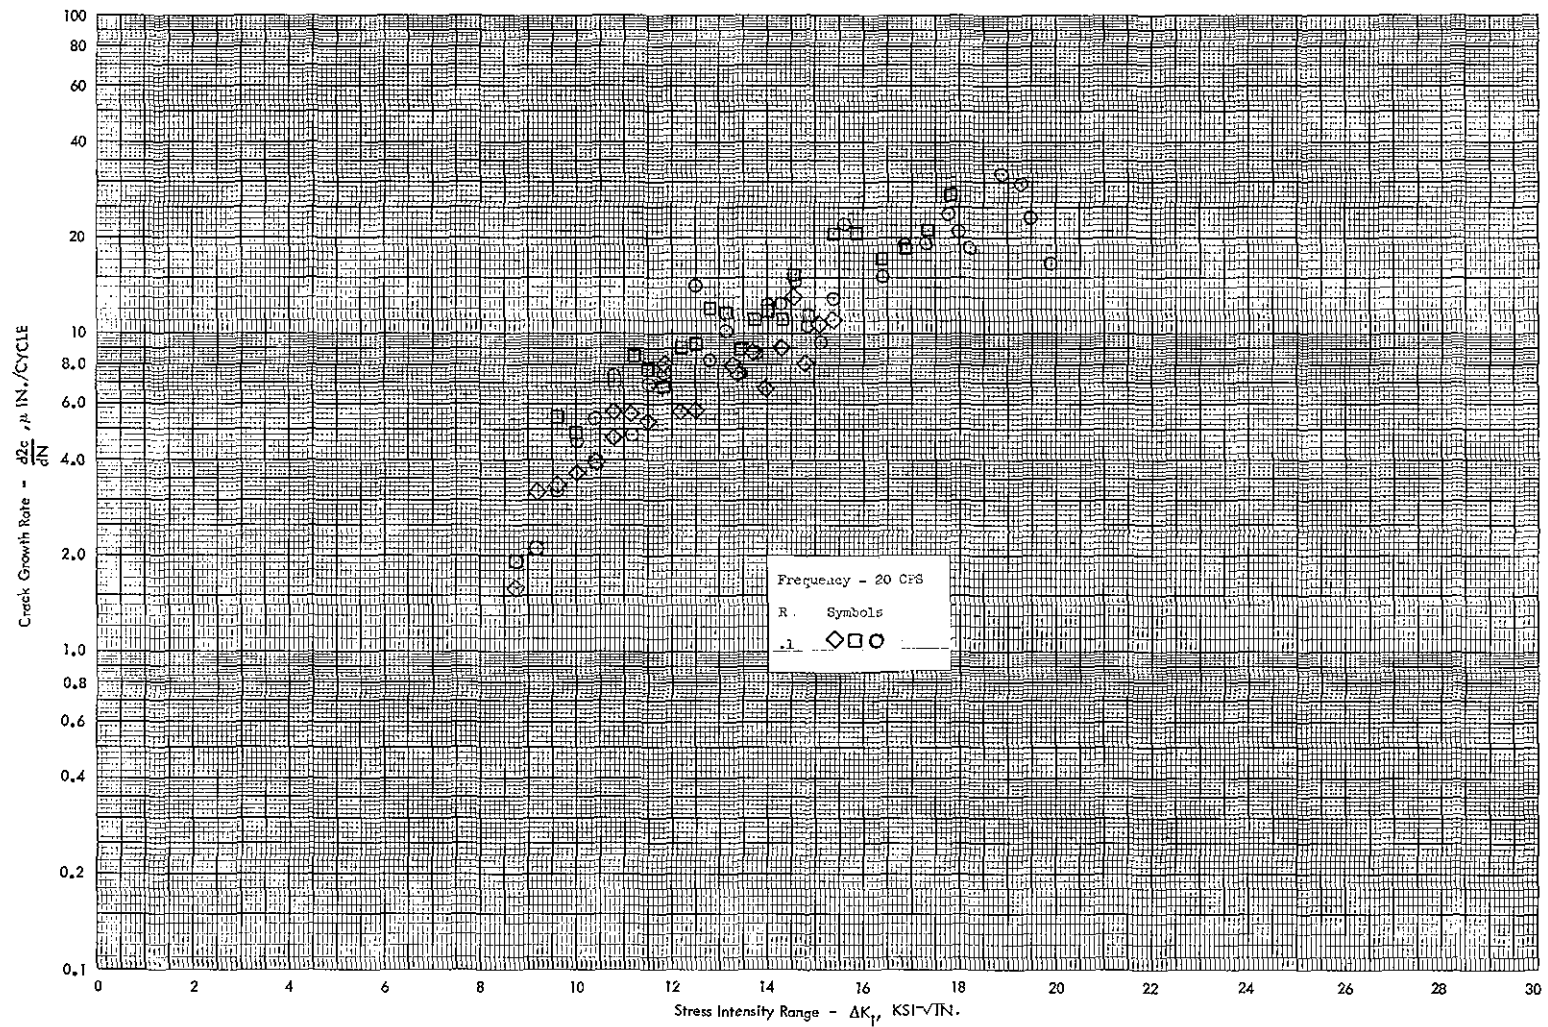 100
80
60
40
20
10
8.0
6.0
4.0
2.0
1.0
0.8
0.6
0.4
0.2
0.1
Crack Growth Rate - d2c/dN , μ IN./CYCLE
Frequency - 20 CPS
R. Symbols
.1 ◇ □ ○
0 2 4 6 8 10 12 14 16 18 20 22 24 26 28 30
Stress Intensity Range - ΔK₁, KSI-√IN.